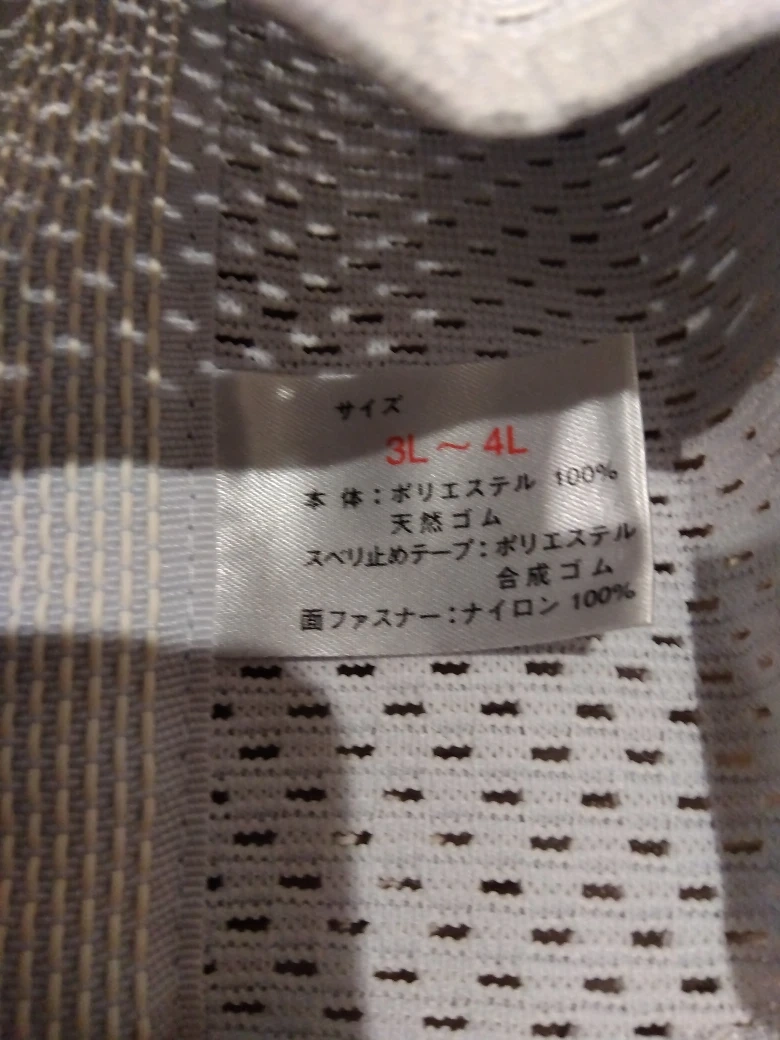 サイズ
3L～4L
本体：ポリエステル 100%
天然ゴム
スベリ止めテープ：ポリエステル
合成ゴム
面ファスナー：ナイロン 100%